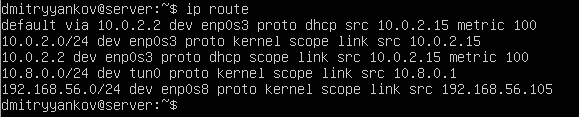 dmitryyankov@server:~$ ip route
default via 10.0.2.2 dev enp0s3 proto dhcp src 10.0.2.15 metric 100
10.0.2.0/24 dev enp0s3 proto kernel scope link src 10.0.2.15
10.0.2.2 dev enp0s3 proto dhcp scope link src 10.0.2.15 metric 100
10.8.0.0/24 dev tun0 proto kernel scope link src 10.8.0.1
192.168.56.0/24 dev enp0s8 proto kernel scope link src 192.168.56.105
dmitryyankov@server:~$